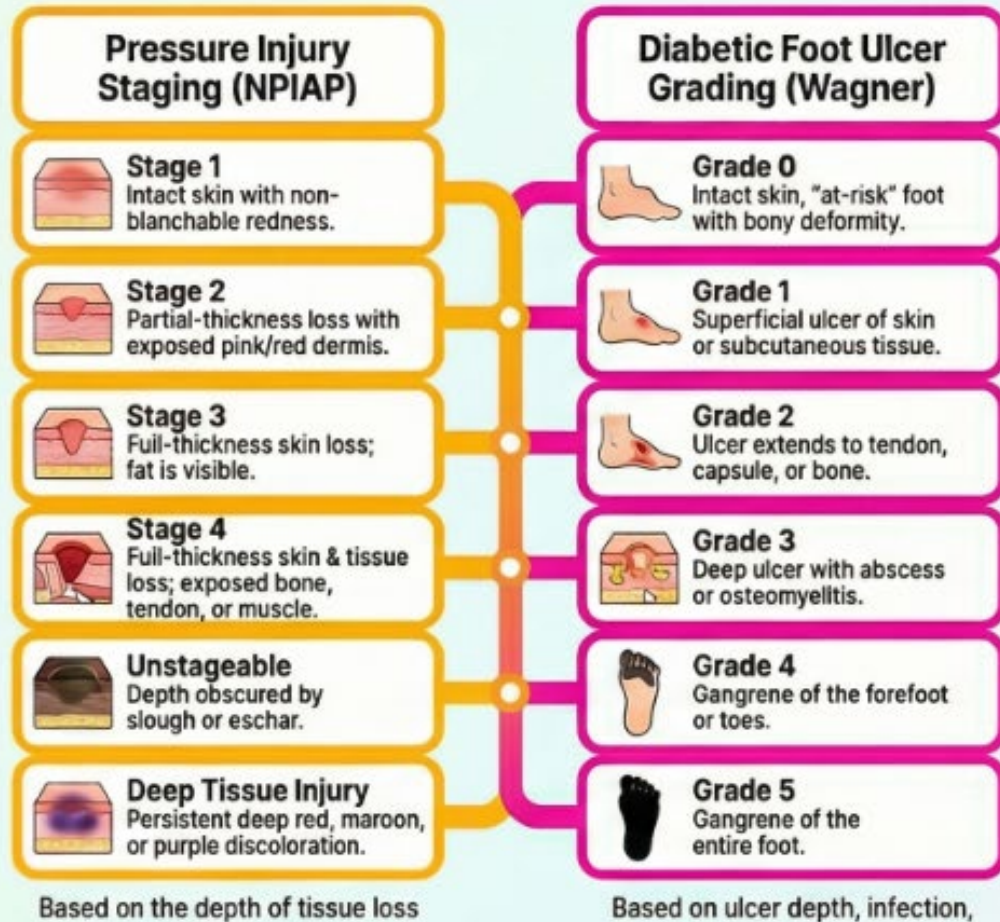 Pressure Injury
Staging (NPIAP)
Stage 1
Intact skin with non-
blanchable redness.
Stage 2
Partial-thickness loss with
exposed pink/red dermis.
Stage 3
Full-thickness skin loss;
fat is visible.
Stage 4
Full-thickness skin & tissue
loss; exposed bone,
tendon, or muscle.
Unstageable
Depth obscured by
slough or eschar.
Deep Tissue Injury
Persistent deep red, maroon,
or purple discoloration.
Based on the depth of tissue loss
Diabetic Foot Ulcer
Grading (Wagner)
Grade 0
Intact skin, "at-risk" foot
with bony deformity.
Grade 1
Superficial ulcer of skin
or subcutaneous tissue.
Grade 2
Ulcer extends to tendon,
capsule, or bone.
Grade 3
Deep ulcer with abscess
or osteomyelitis.
Grade 4
Gangrene of the forefoot
or toes.
Grade 5
Gangrene of the
entire foot.
Based on ulcer depth, infection,